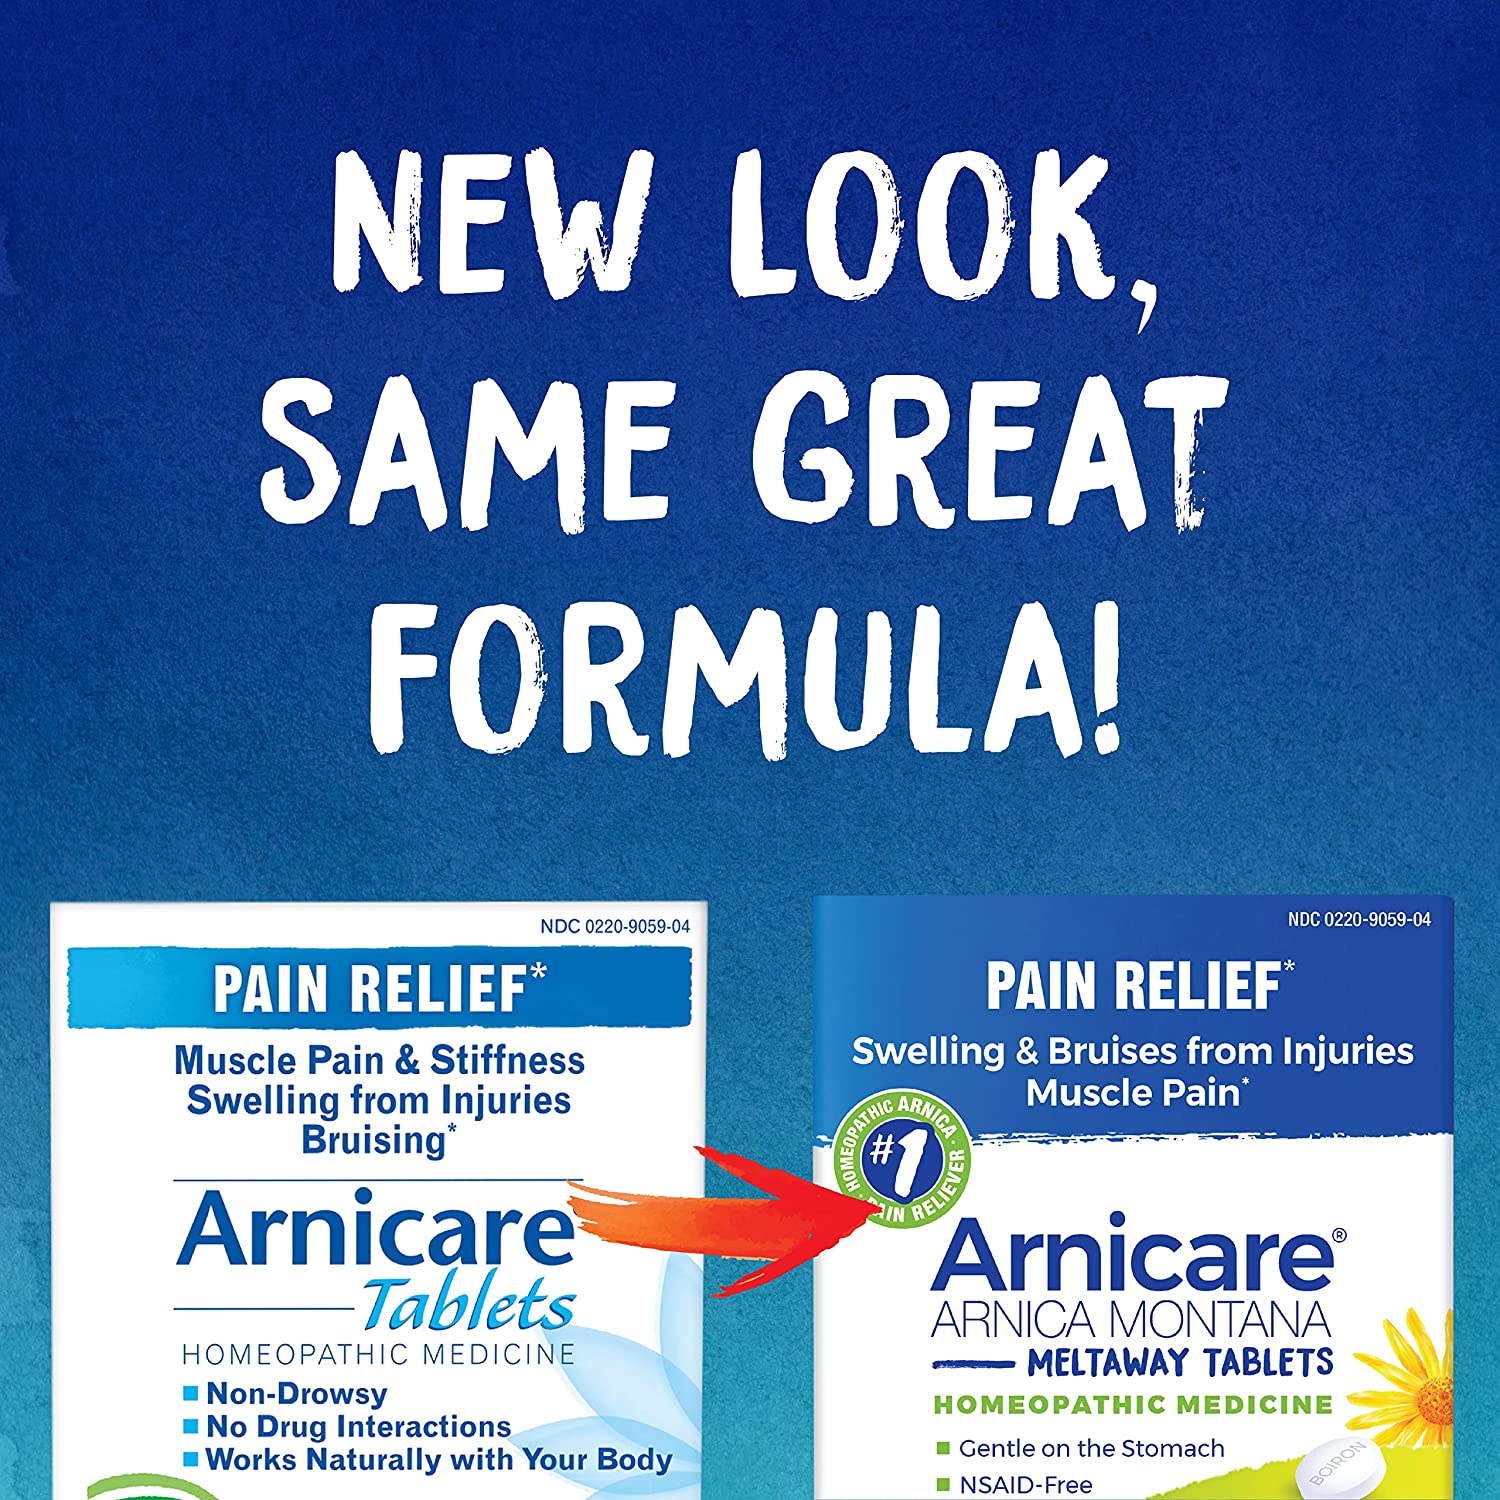 NEW LOOK,
SAME GREAT
FORMULA!
NDC 0220-9059-04
PAIN RELIEF*
Muscle Pain & Stiffness
Swelling from Injuries
Bruising*
Arnicare
Tablets
HOMEOPATHIC MEDICINE
Non-Drowsy
No Drug Interactions
Works Naturally with Your Body
NDC 0220-9059-04
PAIN RELIEF*
Swelling & Bruises from Injuries
Muscle Pain*
HOMEOPATHIC ARNICA
#1
PAIN RELIEVER
Arnicare®
ARNICA MONTANA
MELTAWAY TABLETS
HOMEOPATHIC MEDICINE
Gentle on the Stomach
NSAID-Free
BOIRON